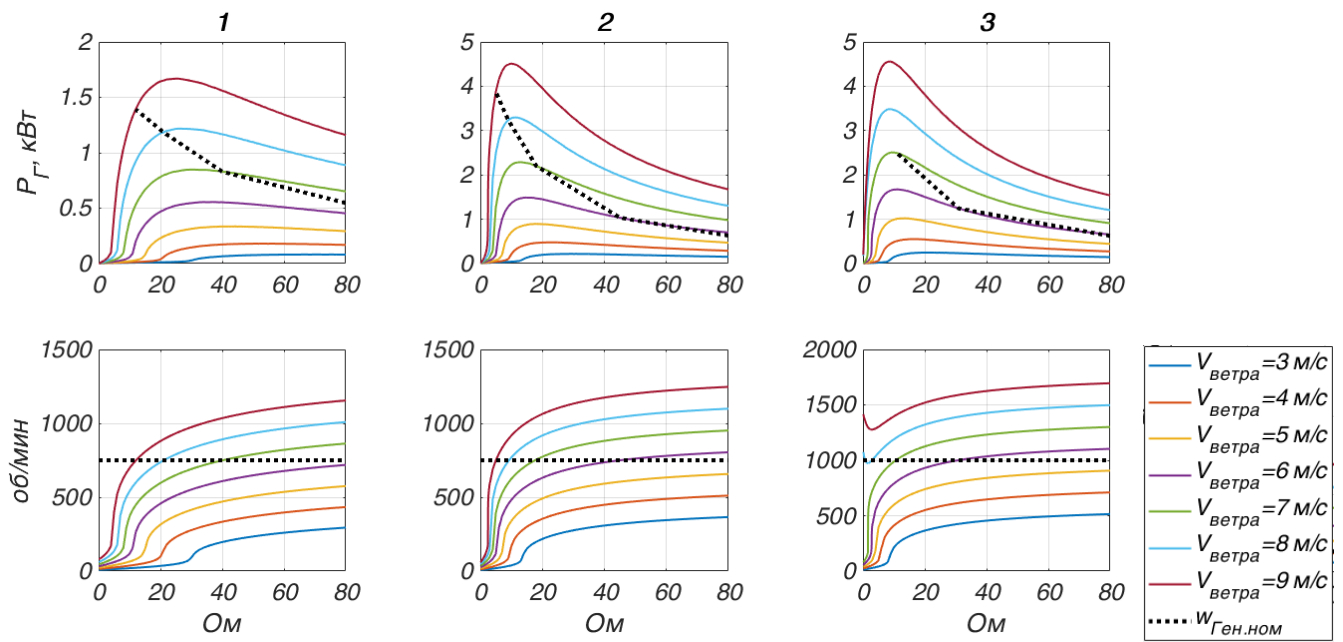 1 2 3
2 5 5
4 4
1.5
3 3
1
2 2
0.5
1 1
0 0 0
0 20 40 60 80 0 20 40 60 80 0 20 40 60 80
P_Г, кВт
1500 1500 2000
1500
1000 1000
1000
500 500
500
0 0 0
0 20 40 60 80 0 20 40 60 80 0 20 40 60 80
об/мин
Ом Ом Ом
V_ветра=3 м/с
V_ветра=4 м/с
V_ветра=5 м/с
V_ветра=6 м/с
V_ветра=7 м/с
V_ветра=8 м/с
V_ветра=9 м/с
w_Ген.ном